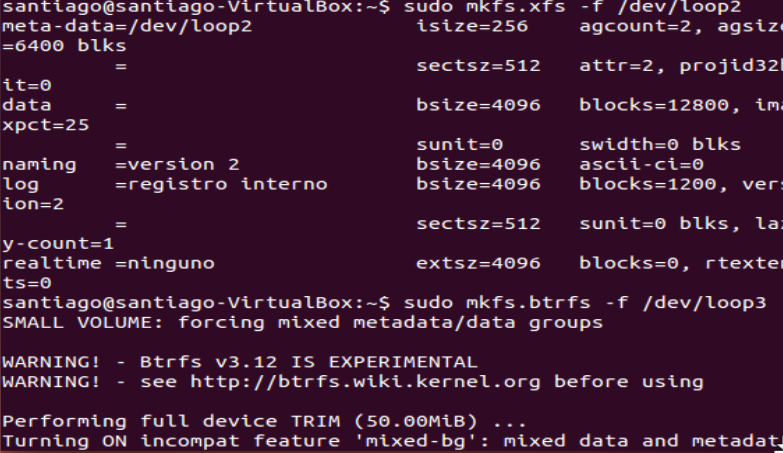 santiago@santiago-VirtualBox:~$ sudo mkfs.xfs -f /dev/loop2
meta-data=/dev/loop2 isize=256 agcount=2, agsize
=6400 blks
= sectsz=512 attr=2, projid32b
it=0
data = bsize=4096 blocks=12800, ima
xpct=25
= sunit=0 swidth=0 blks
naming =version 2 bsize=4096 ascii-ci=0
log =registro interno bsize=4096 blocks=1200, vers
ion=2
= sectsz=512 sunit=0 blks, laz
y-count=1
realtime =ninguno extsz=4096 blocks=0, rtexten
ts=0
santiago@santiago-VirtualBox:~$ sudo mkfs.btrfs -f /dev/loop3
SMALL VOLUME: forcing mixed metadata/data groups
WARNING! - Btrfs v3.12 IS EXPERIMENTAL
WARNING! - see http://btrfs.wiki.kernel.org before using
Performing full device TRIM (50.00MiB) ...
Turning ON incompat feature 'mixed-bg': mixed data and metadat